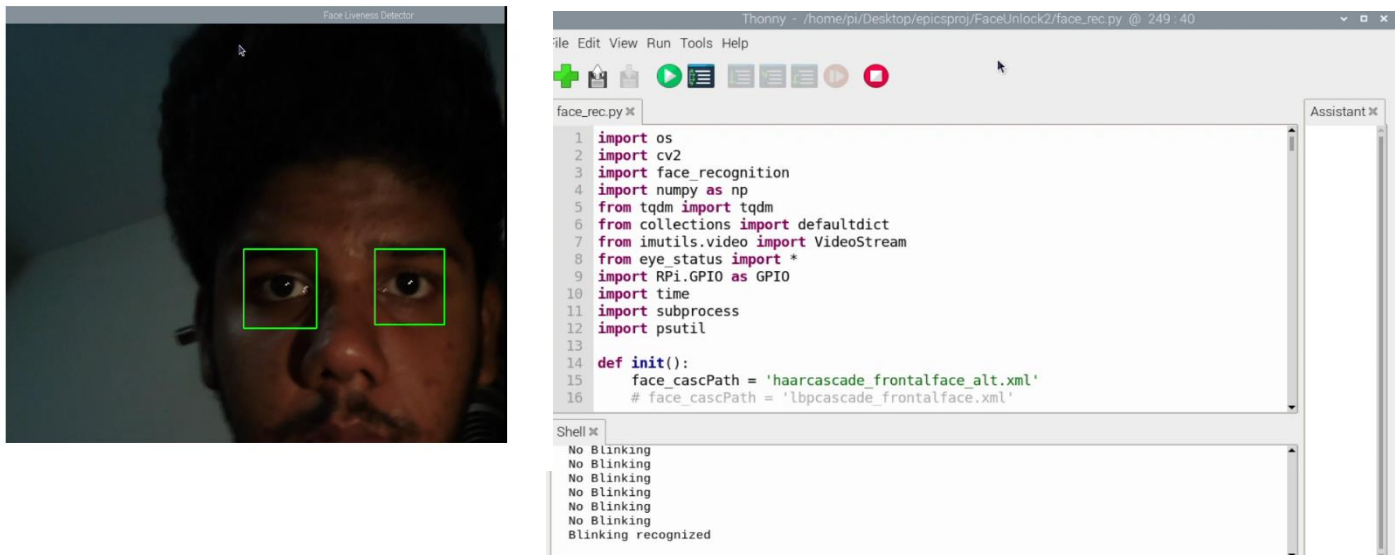 Face Liveness Detector
Thonny - /home/pi/Desktop/epicsproj/FaceUnlock2/face_rec.py @ 249:40
File Edit View Run Tools Help
face_rec.py
Assistant
1 import os
2 import cv2
3 import face_recognition
4 import numpy as np
5 from tqdm import tqdm
6 from collections import defaultdict
7 from imutils.video import VideoStream
8 from eye_status import *
9 import RPi.GPIO as GPIO
10 import time
11 import subprocess
12 import psutil
13
14 def init():
15 face_cascPath = 'haarcascade_frontalface_alt.xml'
16 # face_cascPath = 'lbpcascade_frontalface.xml'
Shell
No Blinking
No Blinking
No Blinking
No Blinking
No Blinking
No Blinking
Blinking recognized